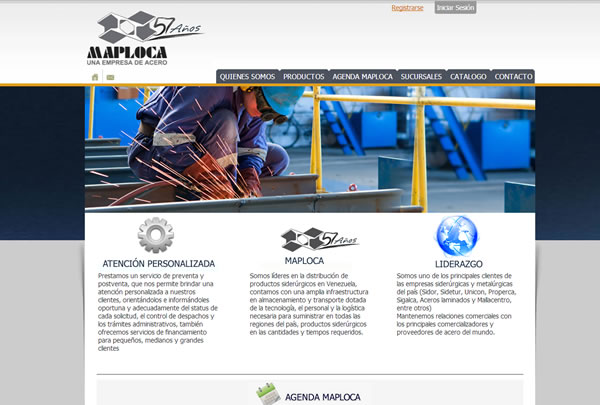 Registrarse
Iniciar Sesión
57 Años
MAPLOCA
UNA EMPRESA DE ACERO
QUIENES SOMOS
PRODUCTOS
AGENDA MAPLOCA
SUCURSALES
CATALOGO
CONTACTO
ATENCIÓN PERSONALIZADA
Prestamos un servicio de preventa y
postventa, que nos permite brindar una
atención personalizada a nuestros
clientes, orientándolos e informándoles
oportuna y adecuadamente del status de
cada solicitud, el control de despachos y
los trámites administrativos, también
ofrecemos servicios de financiamiento
para pequeños, medianos y grandes
clientes
57 Años
MAPLOCA
Somos líderes en la distribución de
productos siderúrgicos en Venezuela,
contamos con una amplia infraestructura
en almacenamiento y transporte dotada
de la tecnología, el personal y la logística
necesaria para suministrar en todas las
regiones del país, productos siderúrgicos
en las cantidades y tiempos requeridos.
LIDERAZGO
Somos uno de los principales clientes de
las empresas siderúrgicas y metalúrgicas
del país (Sidor, Sidetur, Unicon, Properca,
Sigalca, Aceros laminados y Mallacentro,
entre otros)
Mantenemos relaciones comerciales con
los principales comercializadores y
proveedores de acero del mundo.
AGENDA MAPLOCA